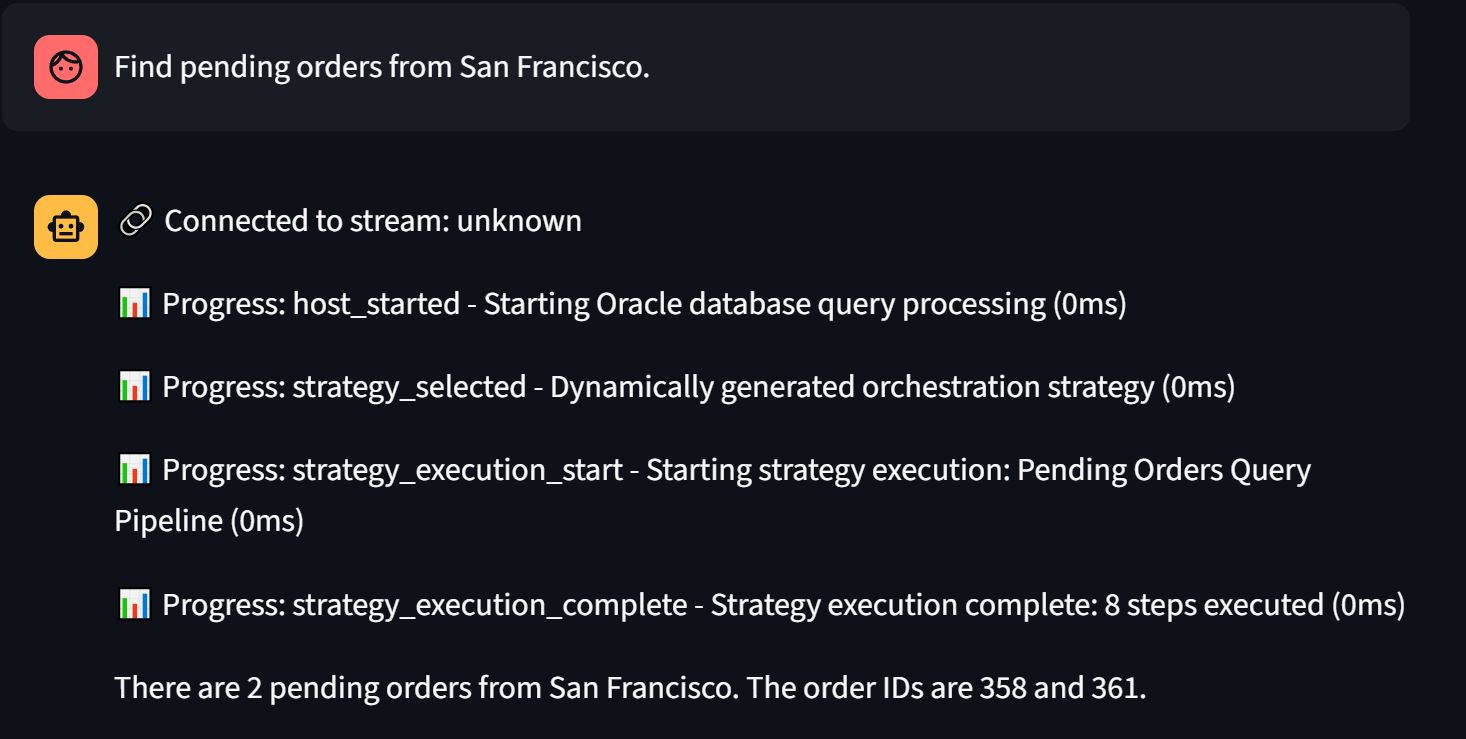 Find pending orders from San Francisco.
Connected to stream: unknown
Progress: host_started - Starting Oracle database query processing (0ms)
Progress: strategy_selected - Dynamically generated orchestration strategy (0ms)
Progress: strategy_execution_start - Starting strategy execution: Pending Orders Query
Pipeline (0ms)
Progress: strategy_execution_complete - Strategy execution complete: 8 steps executed (0ms)
There are 2 pending orders from San Francisco. The order IDs are 358 and 361.